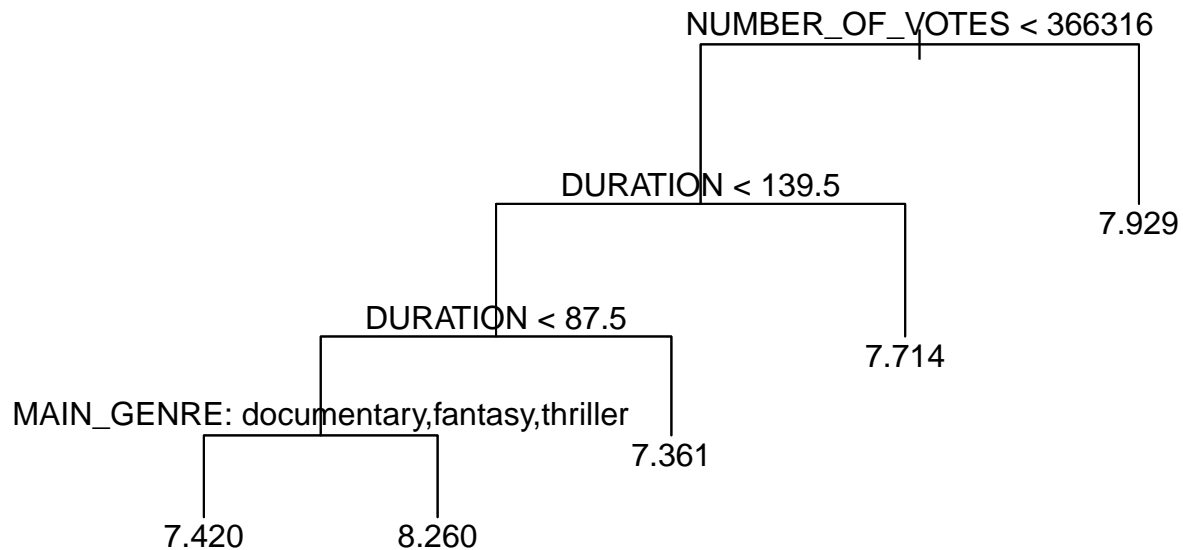 NUMBER_OF_VOTES < 366316
DURATION < 139.5
7.929
DURATION < 87.5
7.714
MAIN_GENRE: documentary,fantasy,thriller
7.361
7.420
8.260